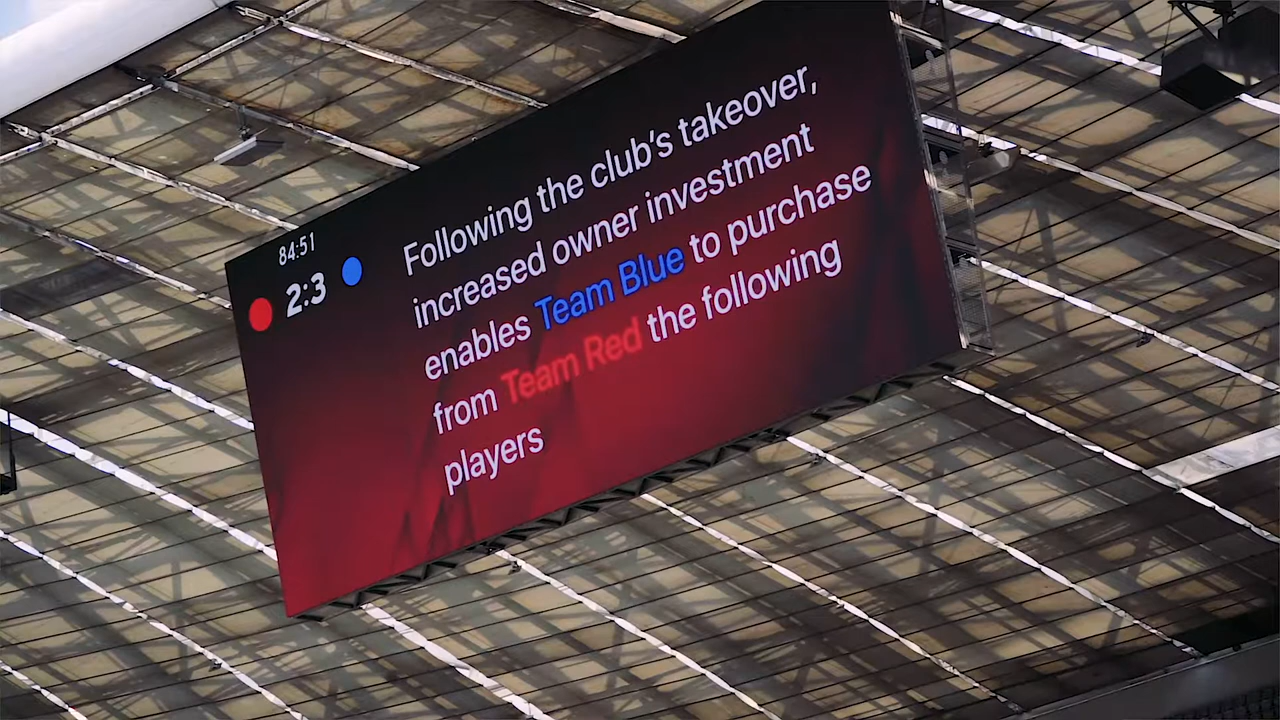 84:51
2:3
Following the club's takeover,
increased owner investment
enables Team Blue to purchase
from Team Red the following
players